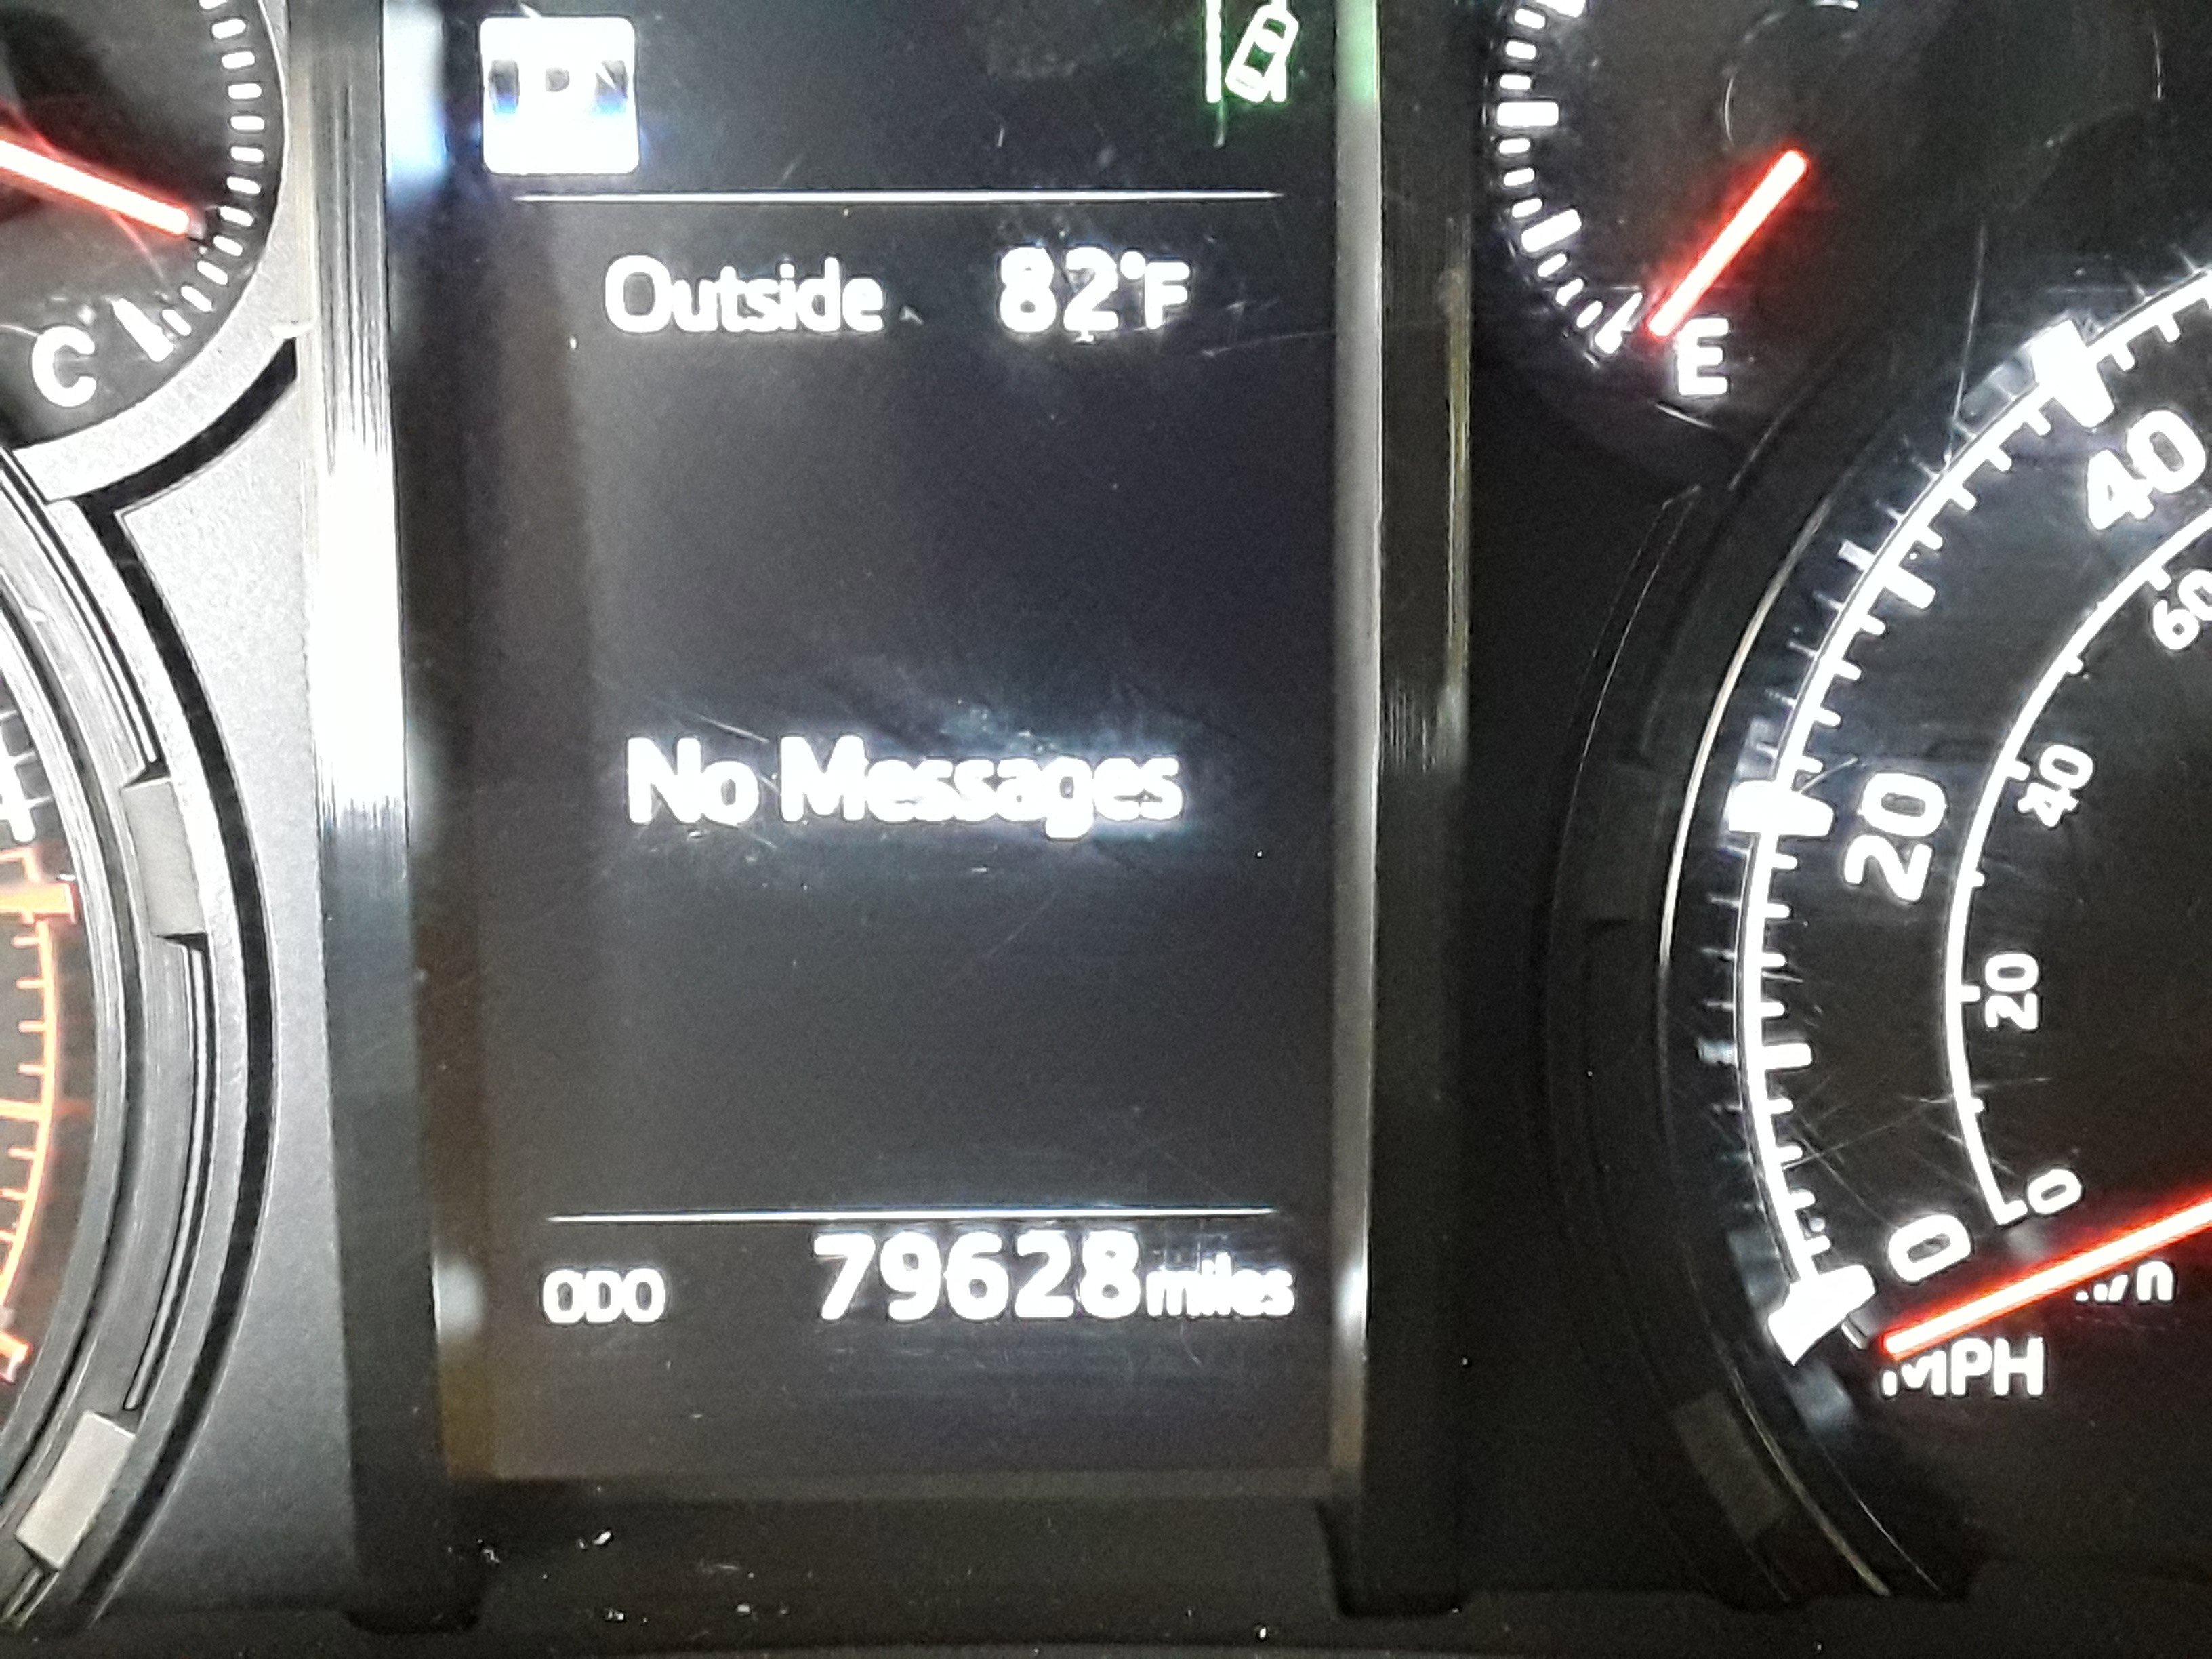 Outside 82°F
C
E
40
60
No Messages
20
40
20
0
0
ODO 79628 miles
MPH